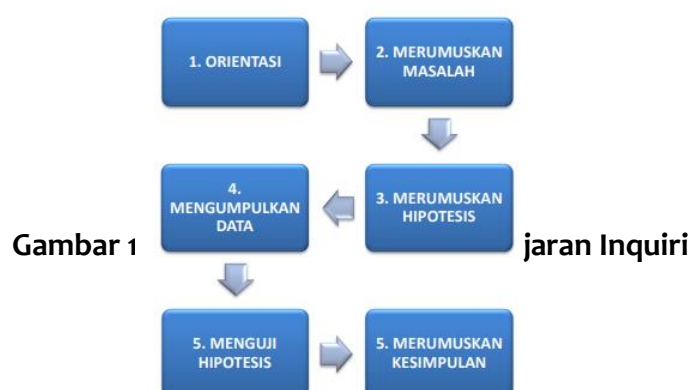 1. ORIENTASI
2. MERUMUSKAN
MASALAH
3. MERUMUSKAN
HIPOTESIS
4.
MENGUMPULKAN
DATA
Gambar 1
jaran Inquiri
5. MENGUJI
HIPOTESIS
5. MERUMUSKAN
KESIMPULAN